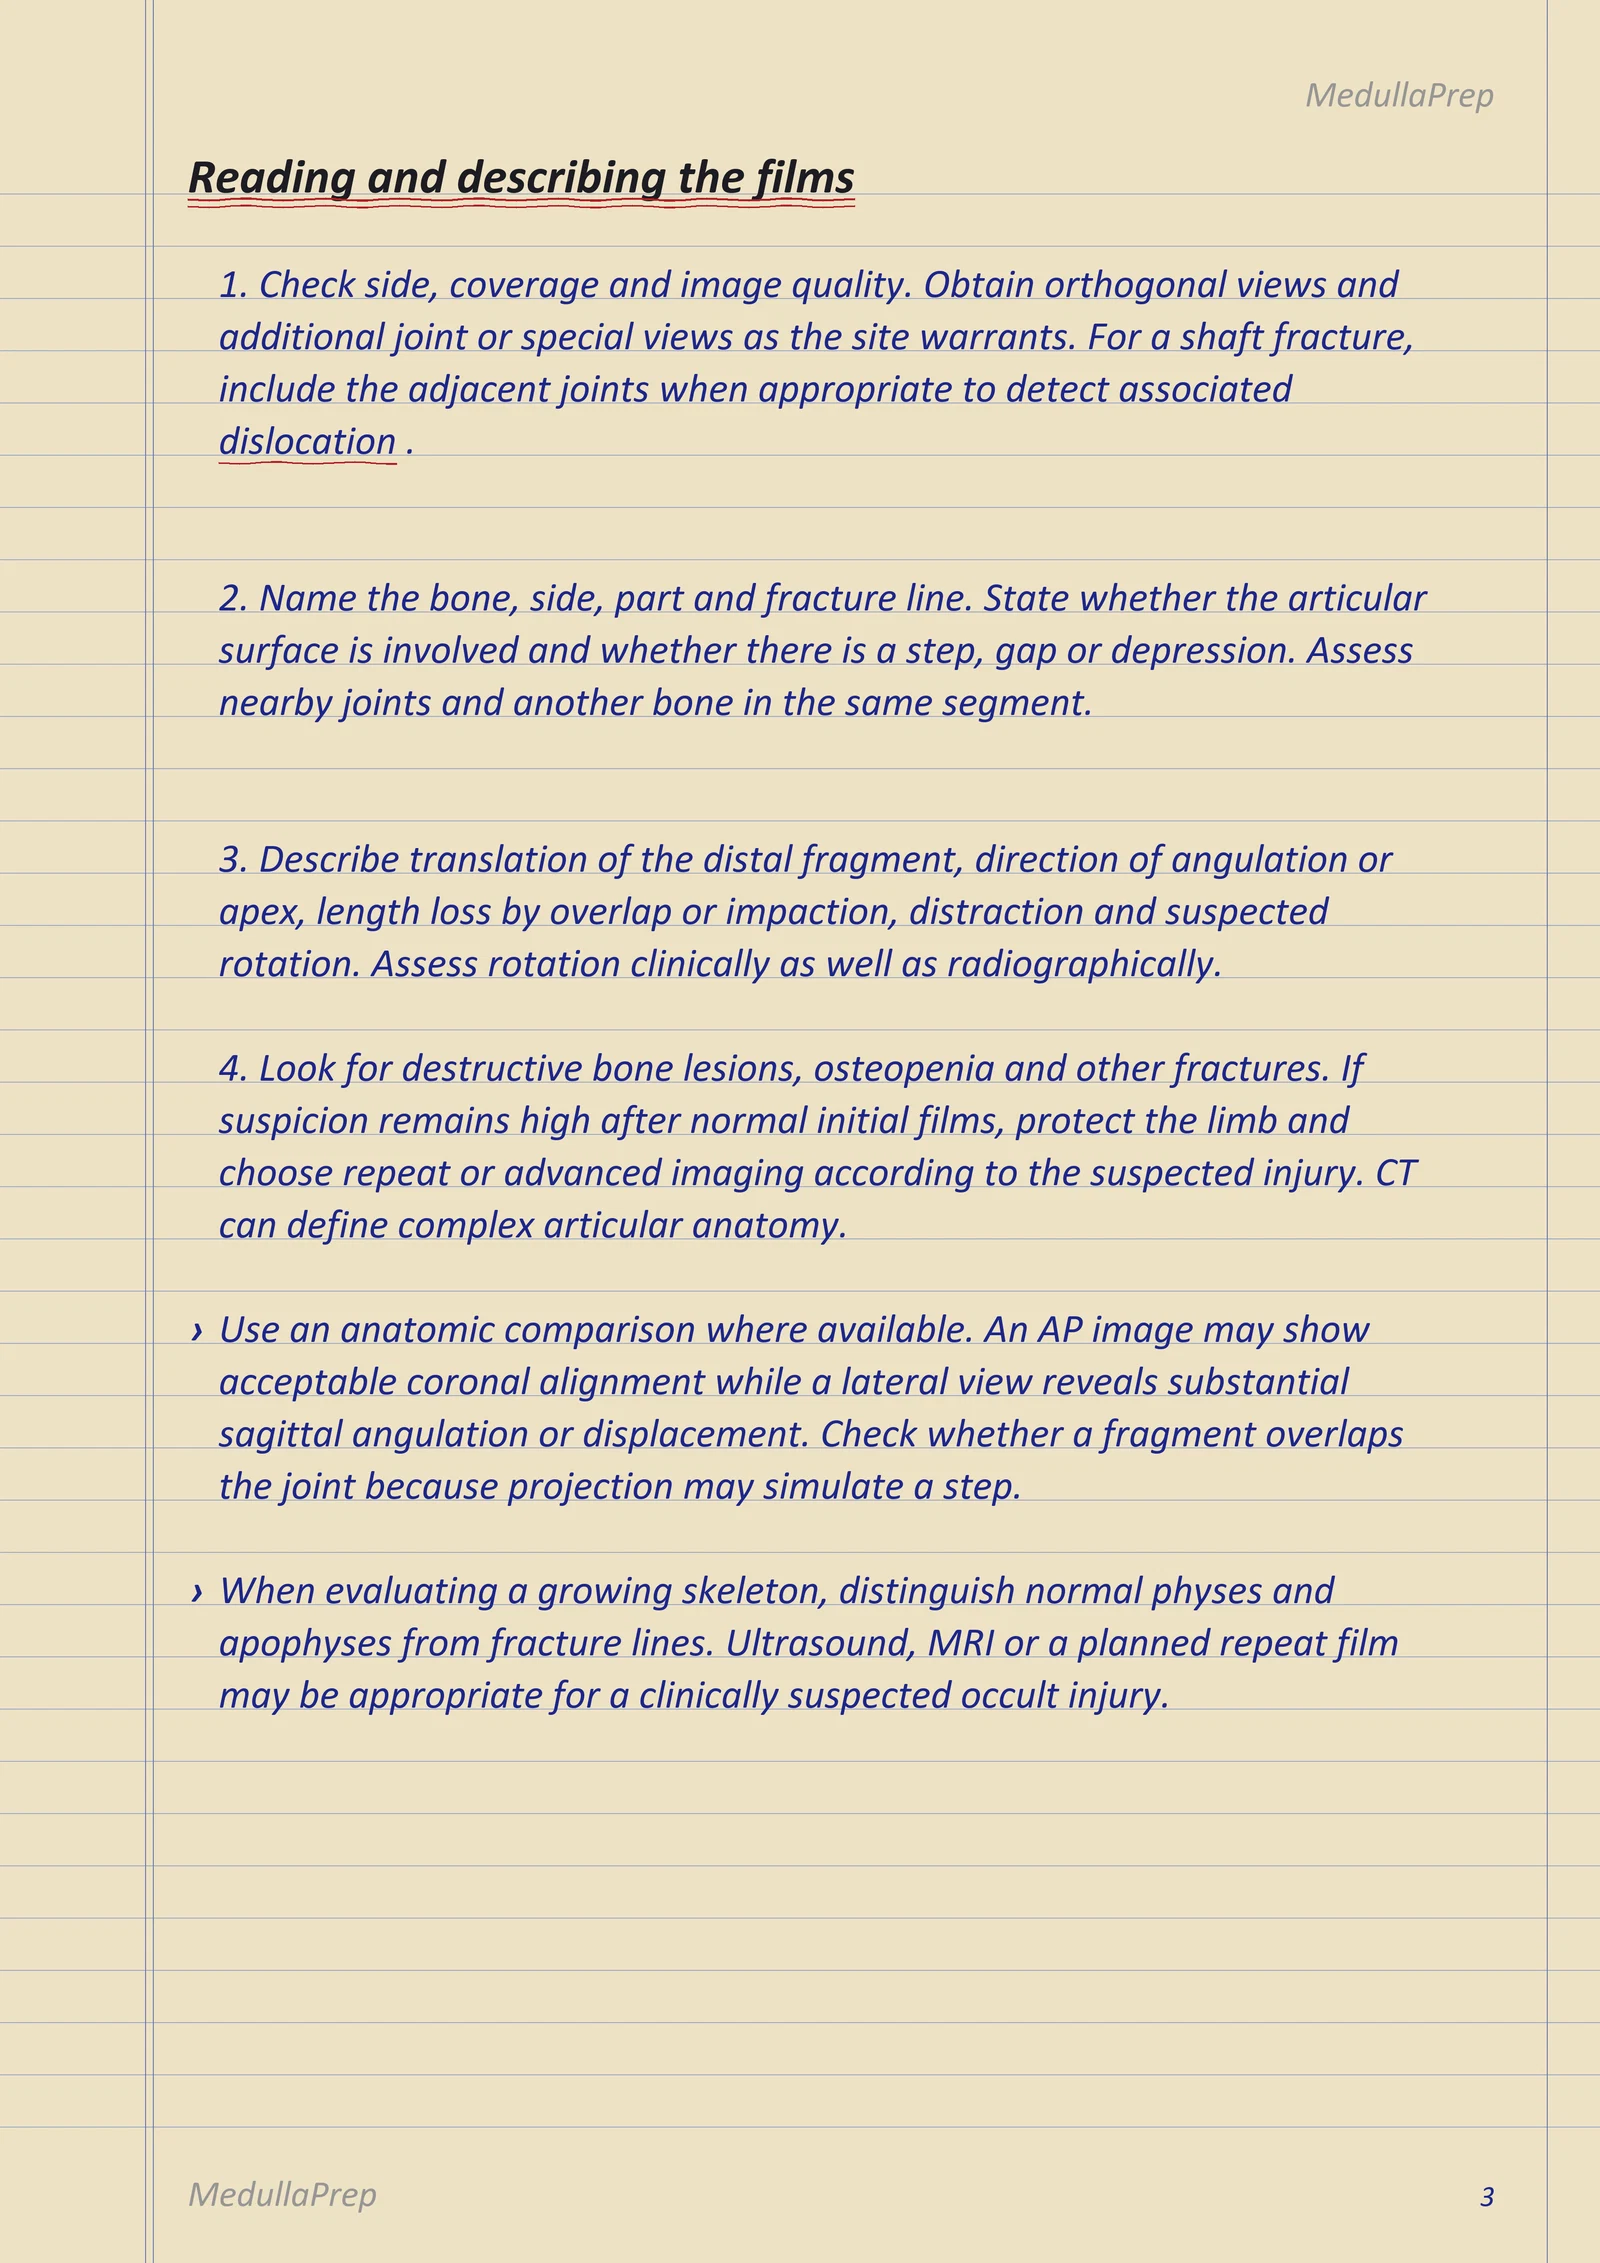 MedullaPrep
Reading and describing the films
1. Check side, coverage and image quality. Obtain orthogonal views and
additional joint or special views as the site warrants. For a shaft fracture,
include the adjacent joints when appropriate to detect associated
dislocation .
2. Name the bone, side, part and fracture line. State whether the articular
surface is involved and whether there is a step, gap or depression. Assess
nearby joints and another bone in the same segment.
3. Describe translation of the distal fragment, direction of angulation or
apex, length loss by overlap or impaction, distraction and suspected
rotation. Assess rotation clinically as well as radiographically.
4. Look for destructive bone lesions, osteopenia and other fractures. If
suspicion remains high after normal initial films, protect the limb and
choose repeat or advanced imaging according to the suspected injury. CT
can define complex articular anatomy.
› Use an anatomic comparison where available. An AP image may show
acceptable coronal alignment while a lateral view reveals substantial
sagittal angulation or displacement. Check whether a fragment overlaps
the joint because projection may simulate a step.
› When evaluating a growing skeleton, distinguish normal physes and
apophyses from fracture lines. Ultrasound, MRI or a planned repeat film
may be appropriate for a clinically suspected occult injury.
MedullaPrep
3